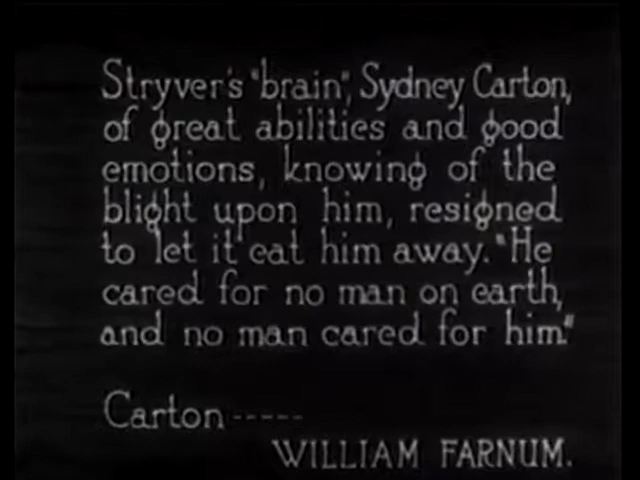 Stryver's "brain", Sydney Carton,
of great abilities and good
emotions, knowing of the
blight upon him, resigned
to let it eat him away. "He
cared for no man on earth,
and no man cared for him."
Carton-----
WILLIAM FARNUM.